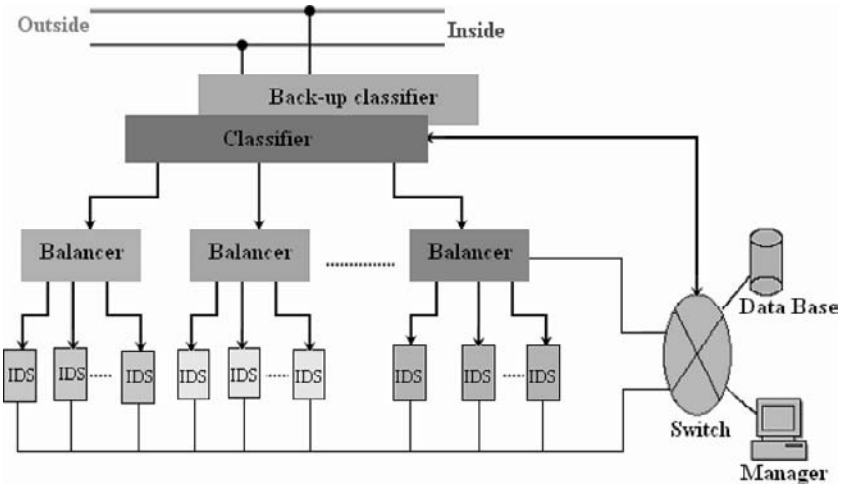 Outside
Inside
Back-up classifier
Classifier
Balancer
Balancer
Balancer
Data Base
IDS
IDS
IDS
IDS
IDS
IDS
IDS
IDS
IDS
Switch
Manager